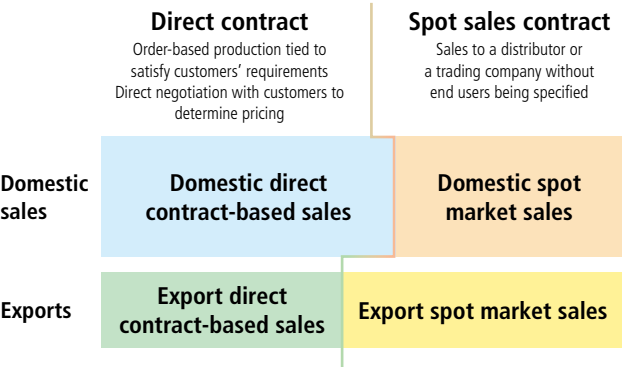 Direct contract
Order-based production tied to
satisfy customers’ requirements
Direct negotiation with customers to
determine pricing
Spot sales contract
Sales to a distributor or
a trading company without
end users being specified
Domestic
sales
Domestic direct
contract-based sales
Domestic spot
market sales
Exports
Export direct
contract-based sales
Export spot market sales